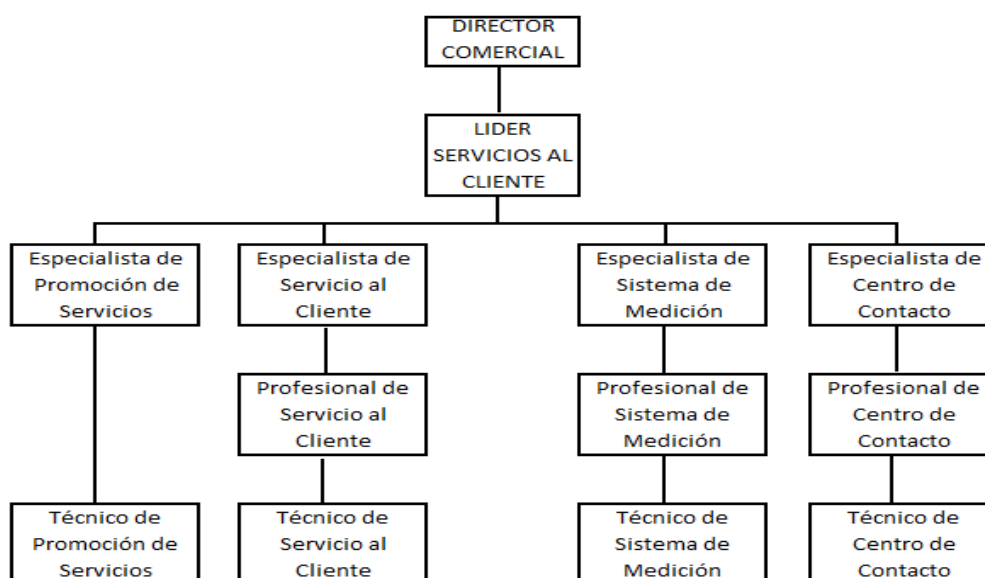 DIRECTOR
COMERCIAL
LIDER
SERVICIOS AL
CLIENTE
Especialista de
Promoción de
Servicios
Especialista de
Servicio al
Cliente
Especialista de
Sistema de
Medición
Especialista de
Centro de
Contacto
Profesional de
Servicio al
Cliente
Profesional de
Sistema de
Medición
Profesional de
Centro de
Contacto
Técnico de
Promoción de
Servicios
Técnico de
Servicio al
Cliente
Técnico de
Sistema de
Medición
Técnico de
Centro de
Contacto